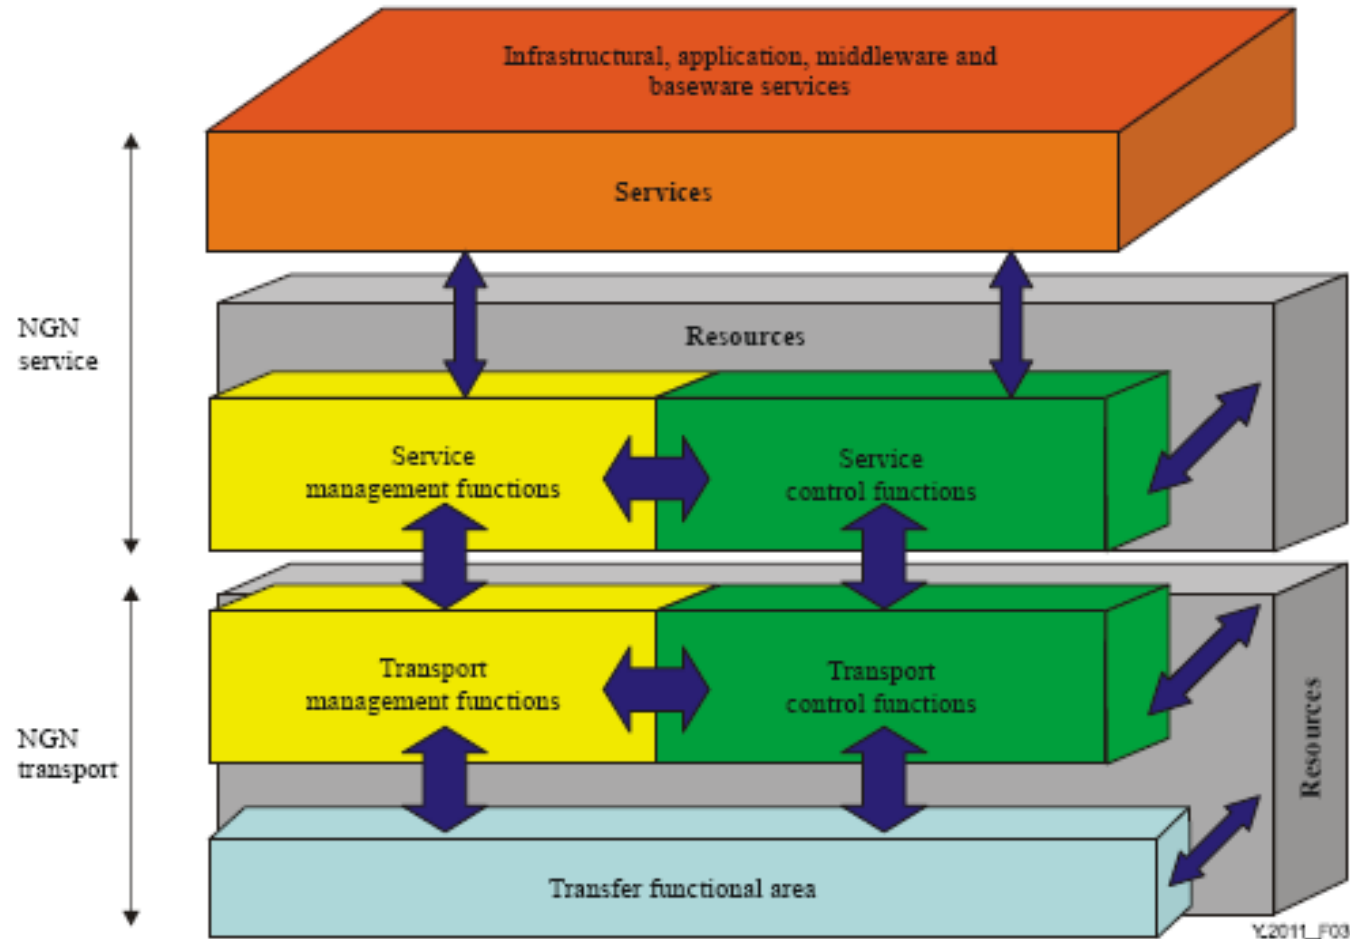 Infrastructural, application, middleware and
baseware services
Services
NGN
service
Resources
Service
management functions
Service
control functions
Transport
management functions
Transport
control functions
NGN
transport
Resources
Transfer functional area
Y.2011_F03